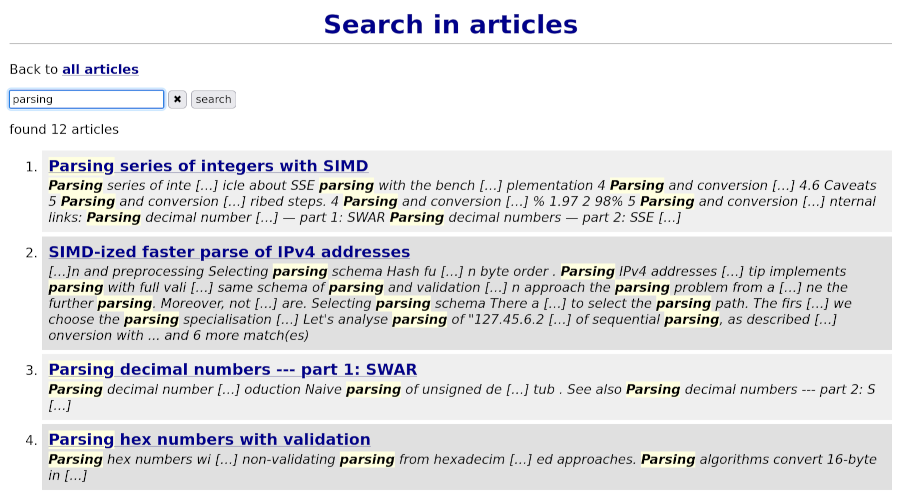 Search in articles
Back to all articles
parsing ✖ search
found 12 articles
1. Parsing series of integers with SIMD
Parsing series of inte [...] icle about SSE parsing with the bench [...] plementation 4 Parsing and conversion [...] 4.6 Caveats
5 Parsing and conversion [...] ribed steps. 4 Parsing and conversion [...] % 1.97 2 98% 5 Parsing and conversion [...] nternal
links: Parsing decimal number [...] — part 1: SWAR Parsing decimal numbers — part 2: SSE [...]
2. SIMD-ized faster parse of IPv4 addresses
[...]n and preprocessing Selecting parsing schema Hash fu [...] n byte order . Parsing IPv4 addresses [...] tip implements
parsing with full vali [...] same schema of parsing and validation [...] n approach the parsing problem from a [...] ne the
further parsing. Moreover, not [...] are. Selecting parsing schema There a [...] to select the parsing path. The firs [...] we
choose the parsing specialisation [...] Let's analyse parsing of "127.45.6.2 [...] of sequential parsing, as described [...]
onversion with ... and 6 more match(es)
3. Parsing decimal numbers --- part 1: SWAR
Parsing decimal number [...] oduction Naive parsing of unsigned de [...] tub . See also Parsing decimal numbers --- part 2: S
[...]
4. Parsing hex numbers with validation
Parsing hex numbers wi [...] non-validating parsing from hexadecim [...] ed approaches. Parsing algorithms convert 16-byte
in [...]